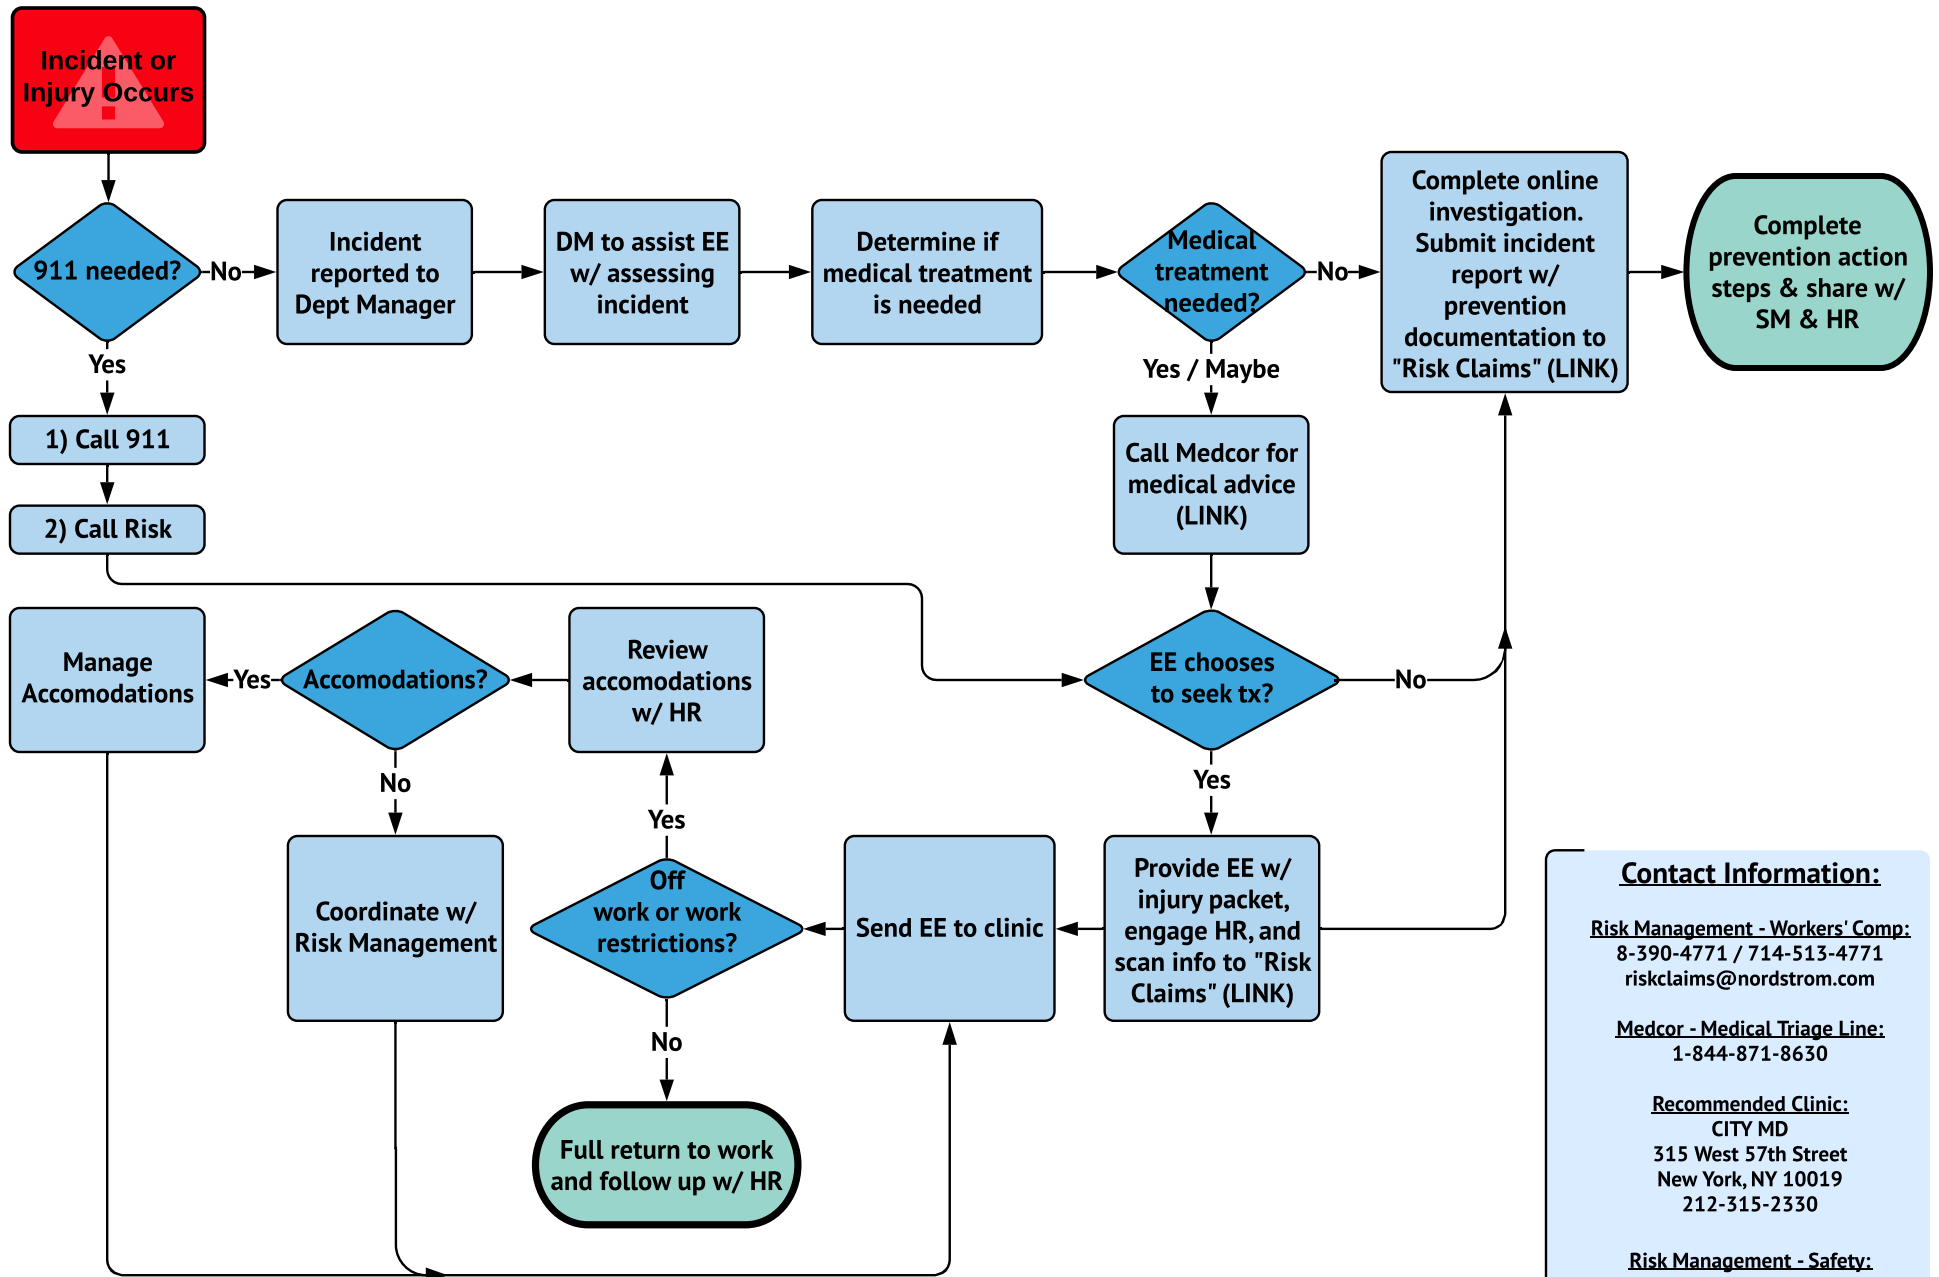 Incident or
Injury Occurs
911 needed?
No
Incident
reported to
Dept Manager
DM to assist EE
w/ assessing
incident
Determine if
medical treatment
is needed
Medical
treatment
needed?
No
Complete online
investigation.
Submit incident
report w/
prevention
documentation to
"Risk Claims" (LINK)
Complete
prevention action
steps & share w/
SM & HR
Yes
1) Call 911
2) Call Risk
Yes / Maybe
Call Medcor for
medical advice
(LINK)
Manage
Accomodations
Yes
Accomodations?
Review
accomodations
w/ HR
EE chooses
to seek tx?
No
No
Yes
Yes
Coordinate w/
Risk Management
Off
work or work
restrictions?
Send EE to clinic
Provide EE w/
injury packet,
engage HR, and
scan info to "Risk
Claims" (LINK)
No
Full return to work
and follow up w/ HR
Contact Information:
Risk Management - Workers' Comp:
8-390-4771 / 714-513-4771
riskclaims@nordstrom.com
Medcor - Medical Triage Line:
1-844-871-8630
Recommended Clinic:
CITY MD
315 West 57th Street
New York, NY 10019
212-315-2330
Risk Management - Safety: